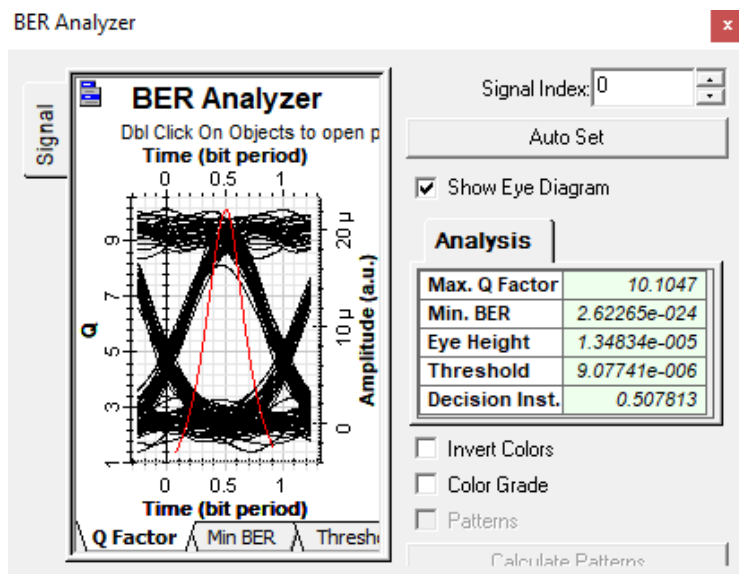 BER Analyzer
x
Signal
BER Analyzer
Dbl Click On Objects to open p
Time (bit period)
0 0.5 1
9
7
5
3
1
Q
20 µ
10 µ
0
Amplitude (a.u.)
0 0.5 1
Time (bit period)
Q Factor Min BER Thresh
Signal Index: 0
Auto Set
Show Eye Diagram
Analysis
Max. Q Factor 10.1047
Min. BER 2.62265e-024
Eye Height 1.34834e-005
Threshold 9.07741e-006
Decision Inst. 0.507813
Invert Colors
Color Grade
Patterns
Calculate Patterns